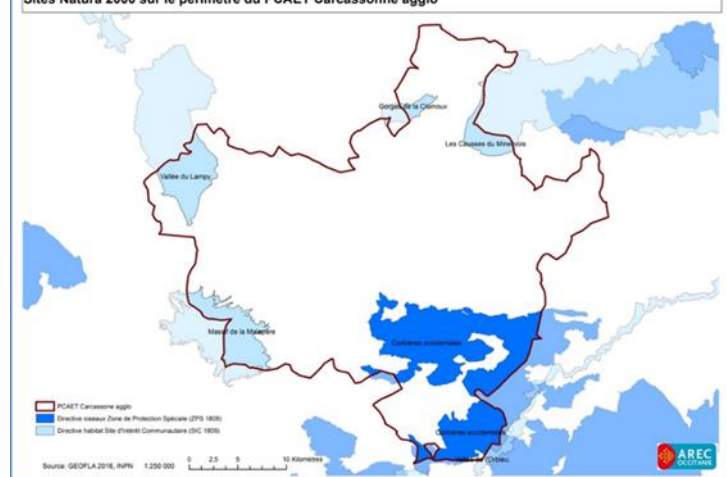 Sites Natura 2000 sur le périmètre du PCAET Carcassonne agglo
Gorges de la Clamoux
Les Causses du Minervois
Vallée du Lampy
Massif de la Malepère
Corbières occidentales
Corbières occidentales
Vallée de l'Orbieu
PCAET Carcassonne agglo
Directive oiseaux Zone de Protection Spéciale (ZPS 1809)
Directive habitat Site d'Intérêt Communautaire (SIC 1809)
Source: GEOFLA 2016, INPN 1:250 000
0 2,5 5 10 Kilomètres
AREC
OCCITANIE